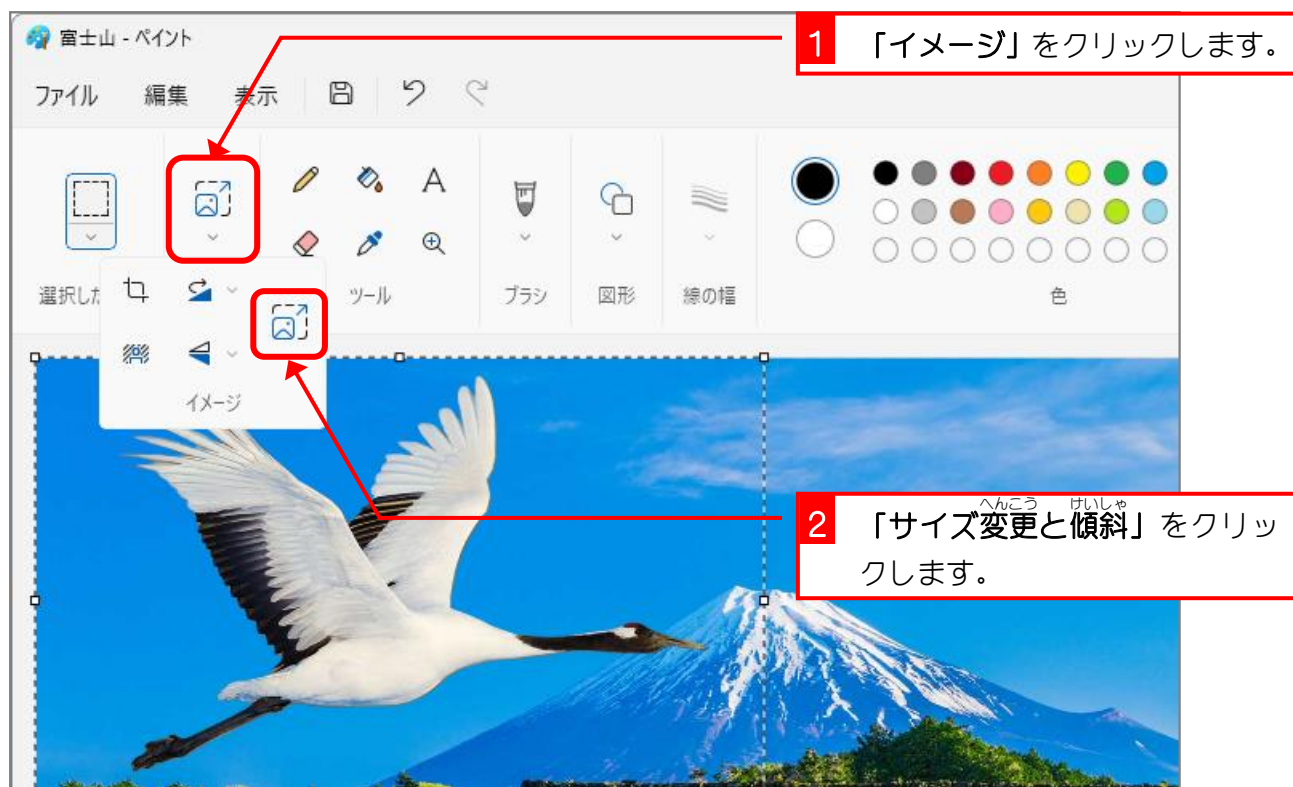 富士山 - ペイント
1 「イメージ」をクリックします。
ファイル 編集 表示
A
選択した
ツール
ブラシ
図形
線の幅
色
イメージ
へんこう けいしゃ
2 「サイズ変更と傾斜」をクリッ
クします。